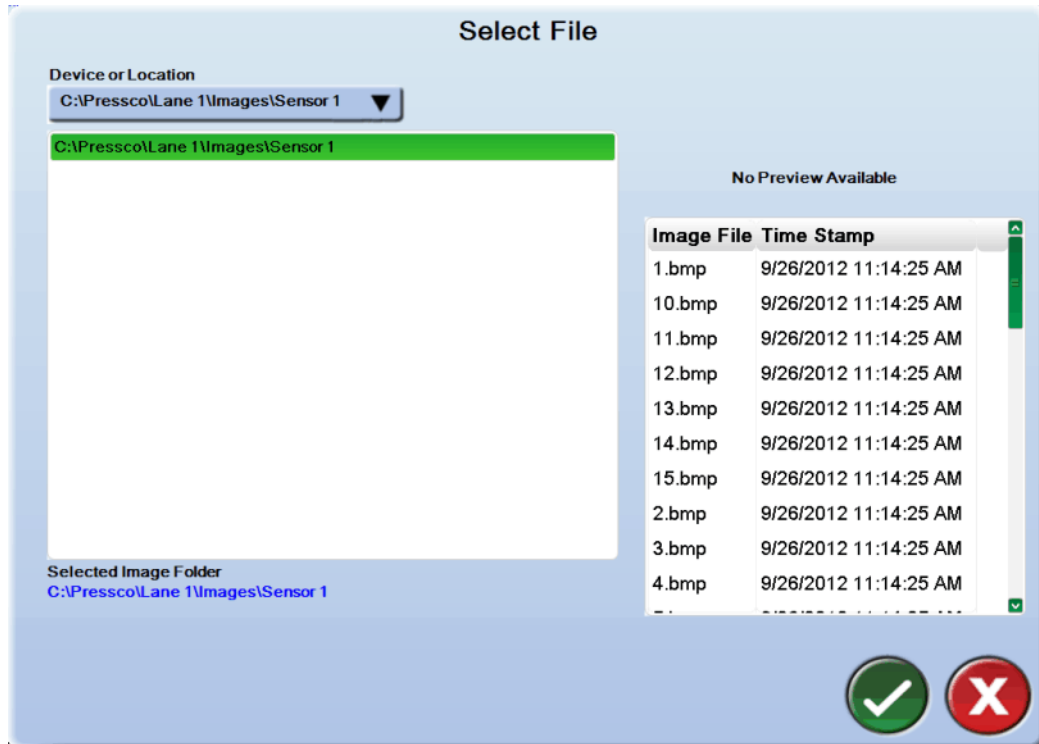 Select File
Device or Location
C:\Pressco\Lane 1\Images\Sensor 1
C:\Pressco\Lane 1\Images\Sensor 1
No Preview Available
Image File Time Stamp
1.bmp 9/26/2012 11:14:25 AM
10.bmp 9/26/2012 11:14:25 AM
11.bmp 9/26/2012 11:14:25 AM
12.bmp 9/26/2012 11:14:25 AM
13.bmp 9/26/2012 11:14:25 AM
14.bmp 9/26/2012 11:14:25 AM
15.bmp 9/26/2012 11:14:25 AM
2.bmp 9/26/2012 11:14:25 AM
3.bmp 9/26/2012 11:14:25 AM
4.bmp 9/26/2012 11:14:25 AM
Selected Image Folder
C:\Pressco\Lane 1\Images\Sensor 1